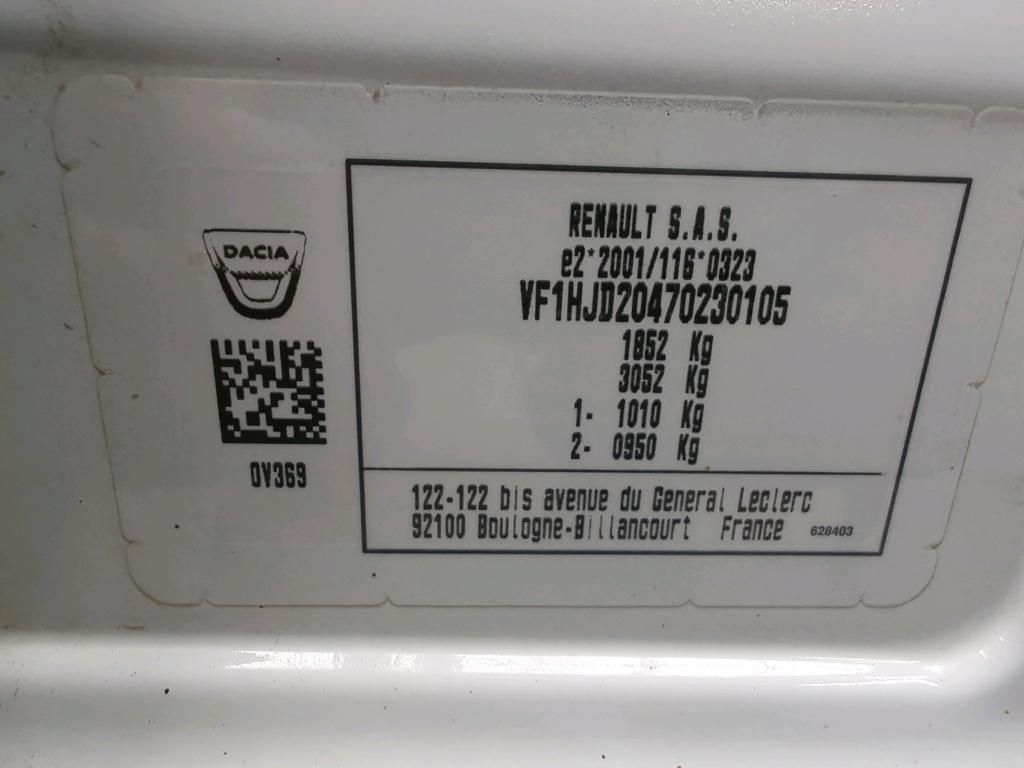 RENAULT S.A.S.
e2*2001/116*0323
VF1HJD20470230105
1852 Kg
3052 Kg
1- 1010 Kg
2- 0950 Kg
DACIA
0V369
122-122 bis avenue du General Leclerc
92100 Boulogne-Billancourt France
628403